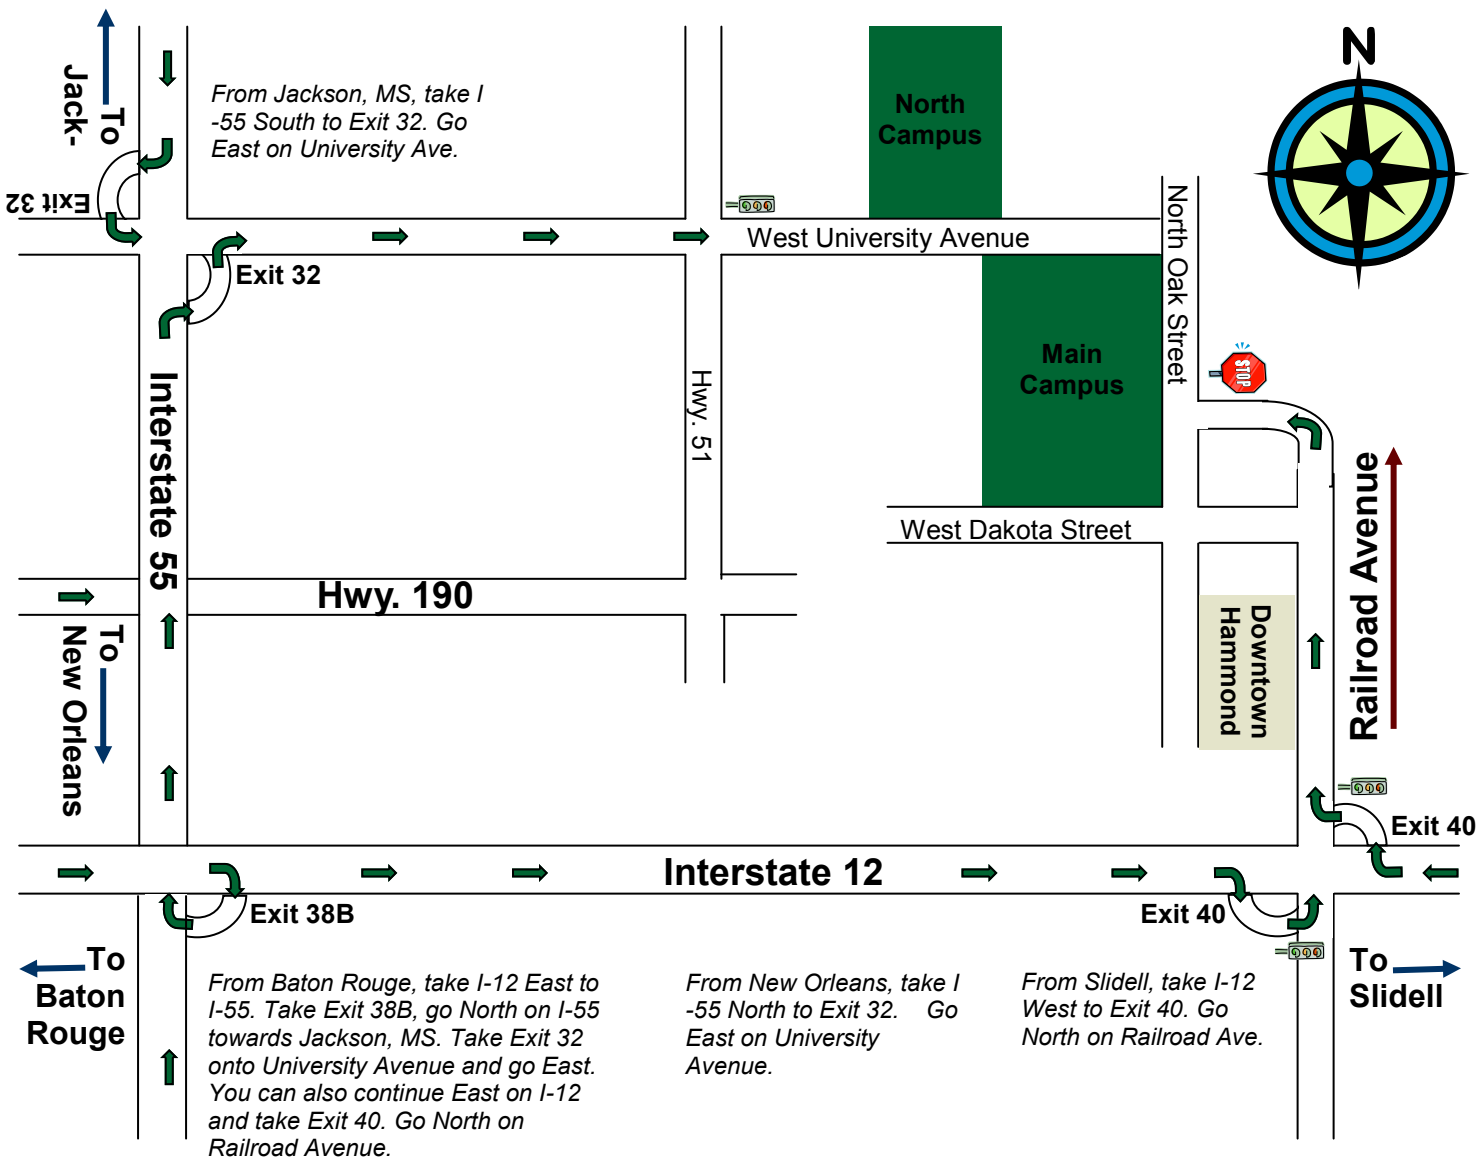 N
To
Jack-
From Jackson, MS, take I
-55 South to Exit 32. Go
East on University Ave.
North
Campus
Exit 32
West University Avenue
Exit 32
North Oak Street
Main
Campus
STOP
Interstate 55
Hwy. 51
Railroad Avenue
West Dakota Street
Hwy. 190
Downtown
Hammond
To
New Orleans
Exit 40
Interstate 12
Exit 38B
Exit 40
To
Baton
Rouge
From Baton Rouge, take I-12 East to
I-55. Take Exit 38B, go North on I-55
towards Jackson, MS. Take Exit 32
onto University Avenue and go East.
You can also continue East on I-12
and take Exit 40. Go North on
Railroad Avenue.
From New Orleans, take I
-55 North to Exit 32. Go
East on University
Avenue.
From Slidell, take I-12
West to Exit 40. Go
North on Railroad Ave.
To
Slidell